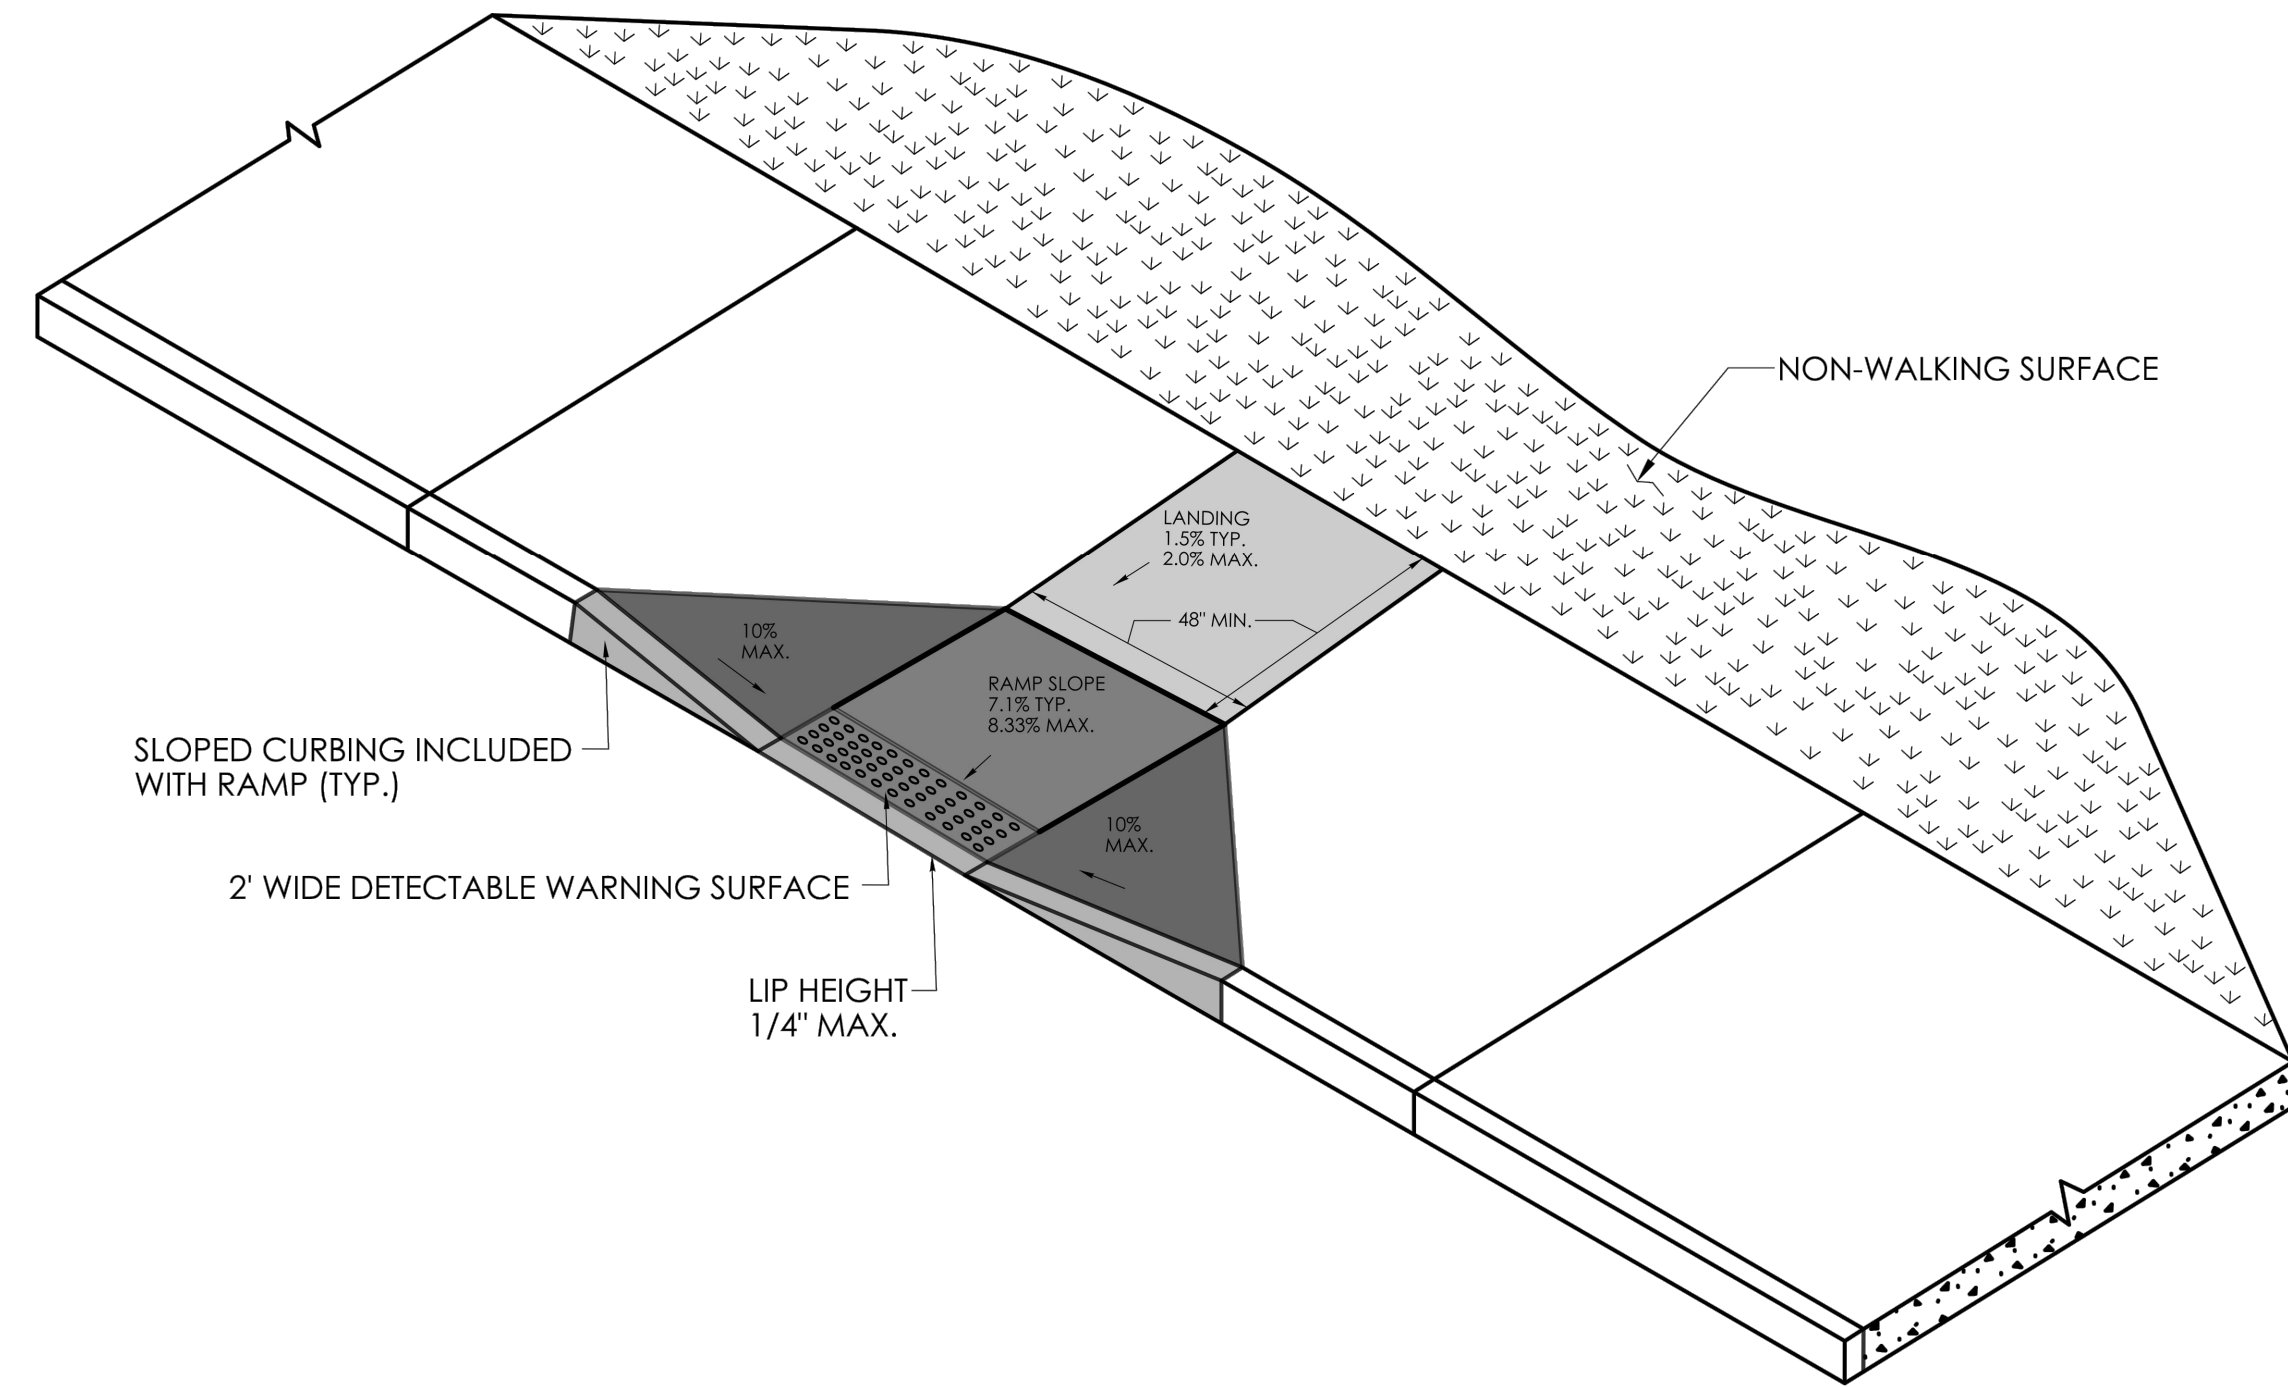 NON-WALKING SURFACE
LANDING
1.5% TYP.
2.0% MAX.
48" MIN.
10%
MAX.
RAMP SLOPE
7.1% TYP.
8.33% MAX.
SLOPED CURBING INCLUDED
WITH RAMP (TYP.)
10%
MAX.
2' WIDE DETECTABLE WARNING SURFACE
LIP HEIGHT
1/4" MAX.